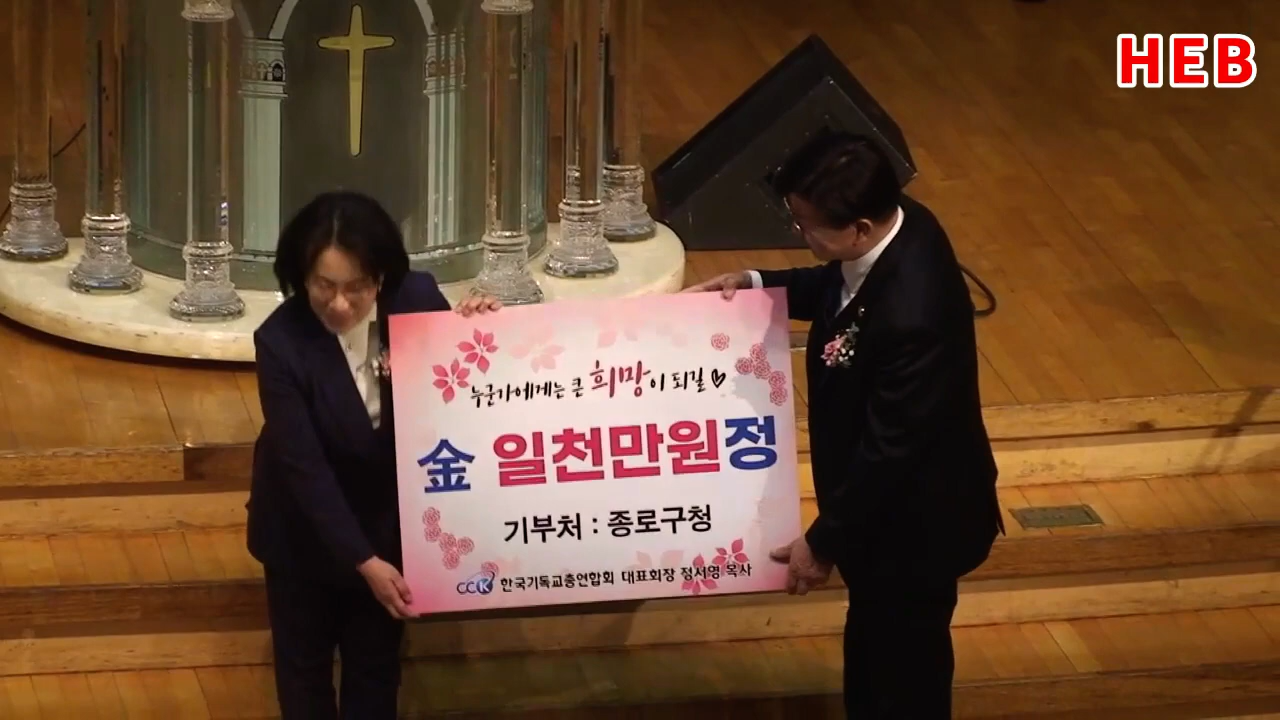 HEB
누군가에게는 큰 희망이 되길
金 일천만원정
기부처 : 종로구청
CCK 한국기독교총연합회 대표회장 정서영 목사